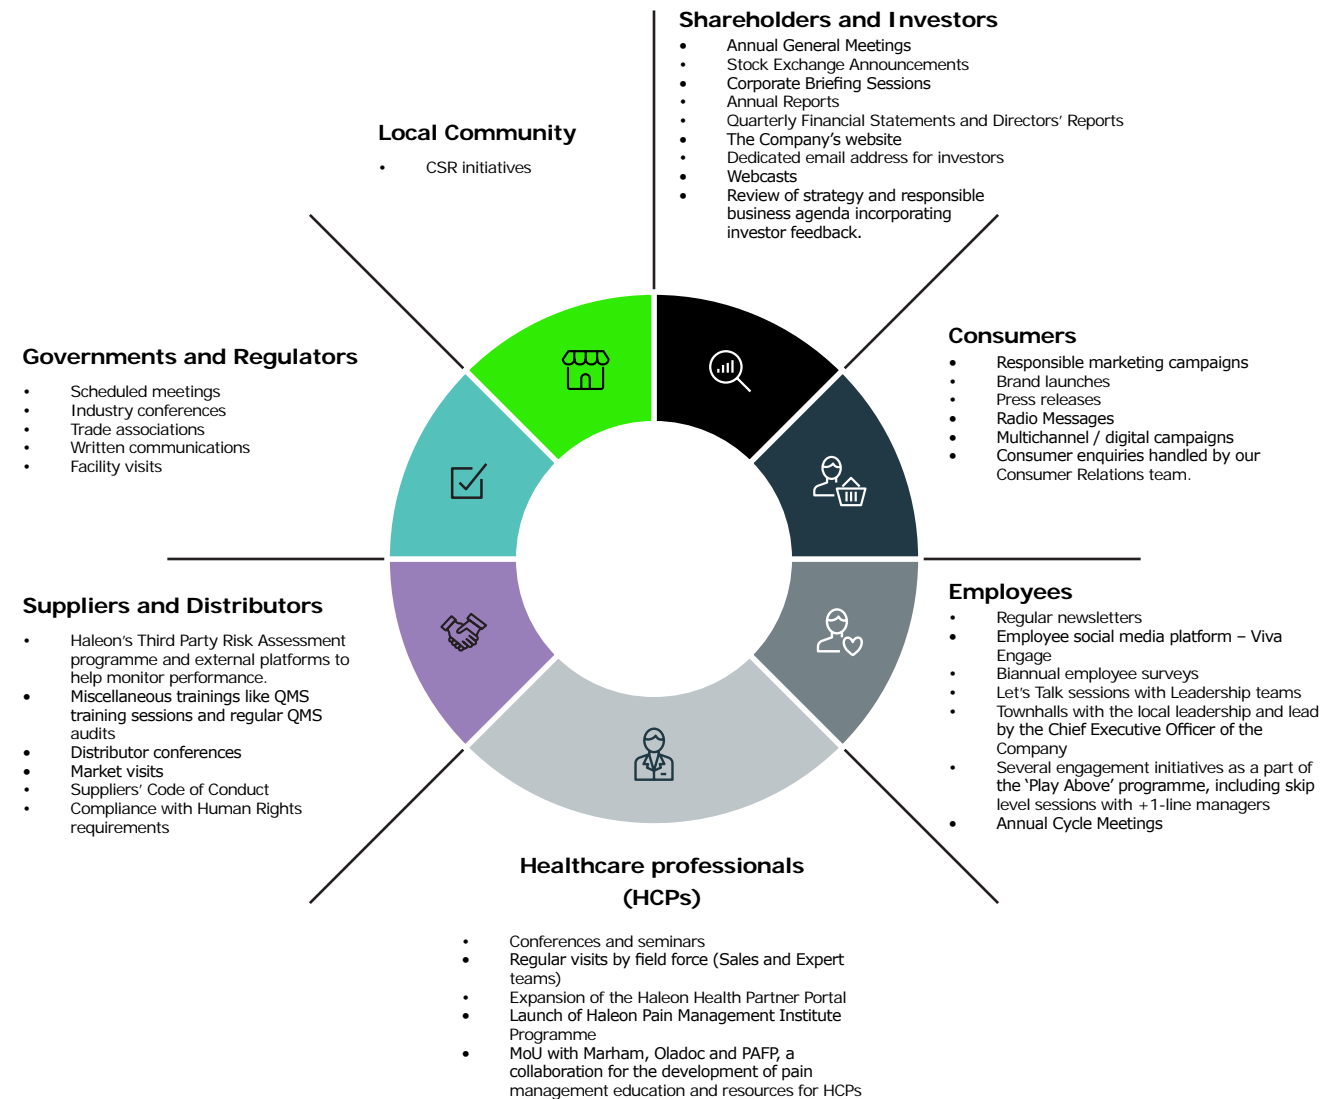 Shareholders and Investors
• Annual General Meetings
• Stock Exchange Announcements
• Corporate Briefing Sessions
• Annual Reports
• Quarterly Financial Statements and Directors’ Reports
• The Company’s website
• Dedicated email address for investors
• Webcasts
• Review of strategy and responsible
business agenda incorporating
investor feedback.
Local Community
• CSR initiatives
Consumers
• Responsible marketing campaigns
• Brand launches
• Press releases
• Radio Messages
• Multichannel / digital campaigns
• Consumer enquiries handled by our
Consumer Relations team.
Governments and Regulators
• Scheduled meetings
• Industry conferences
• Trade associations
• Written communications
• Facility visits
Employees
• Regular newsletters
• Employee social media platform – Viva
Engage
• Biannual employee surveys
• Let’s Talk sessions with Leadership teams
• Townhalls with the local leadership and lead
by the Chief Executive Officer of the
Company
• Several engagement initiatives as a part of
the ‘Play Above’ programme, including skip
level sessions with +1-line managers
• Annual Cycle Meetings
Suppliers and Distributors
• Haleon’s Third Party Risk Assessment
programme and external platforms to
help monitor performance.
• Miscellaneous trainings like QMS
training sessions and regular QMS
audits
• Distributor conferences
• Market visits
• Suppliers’ Code of Conduct
• Compliance with Human Rights
requirements
Healthcare professionals
(HCPs)
• Conferences and seminars
• Regular visits by field force (Sales and Expert
teams)
• Expansion of the Haleon Health Partner Portal
• Launch of Haleon Pain Management Institute
Programme
• MoU with Marham, Oladoc and PAFP, a
collaboration for the development of pain
management education and resources for HCPs